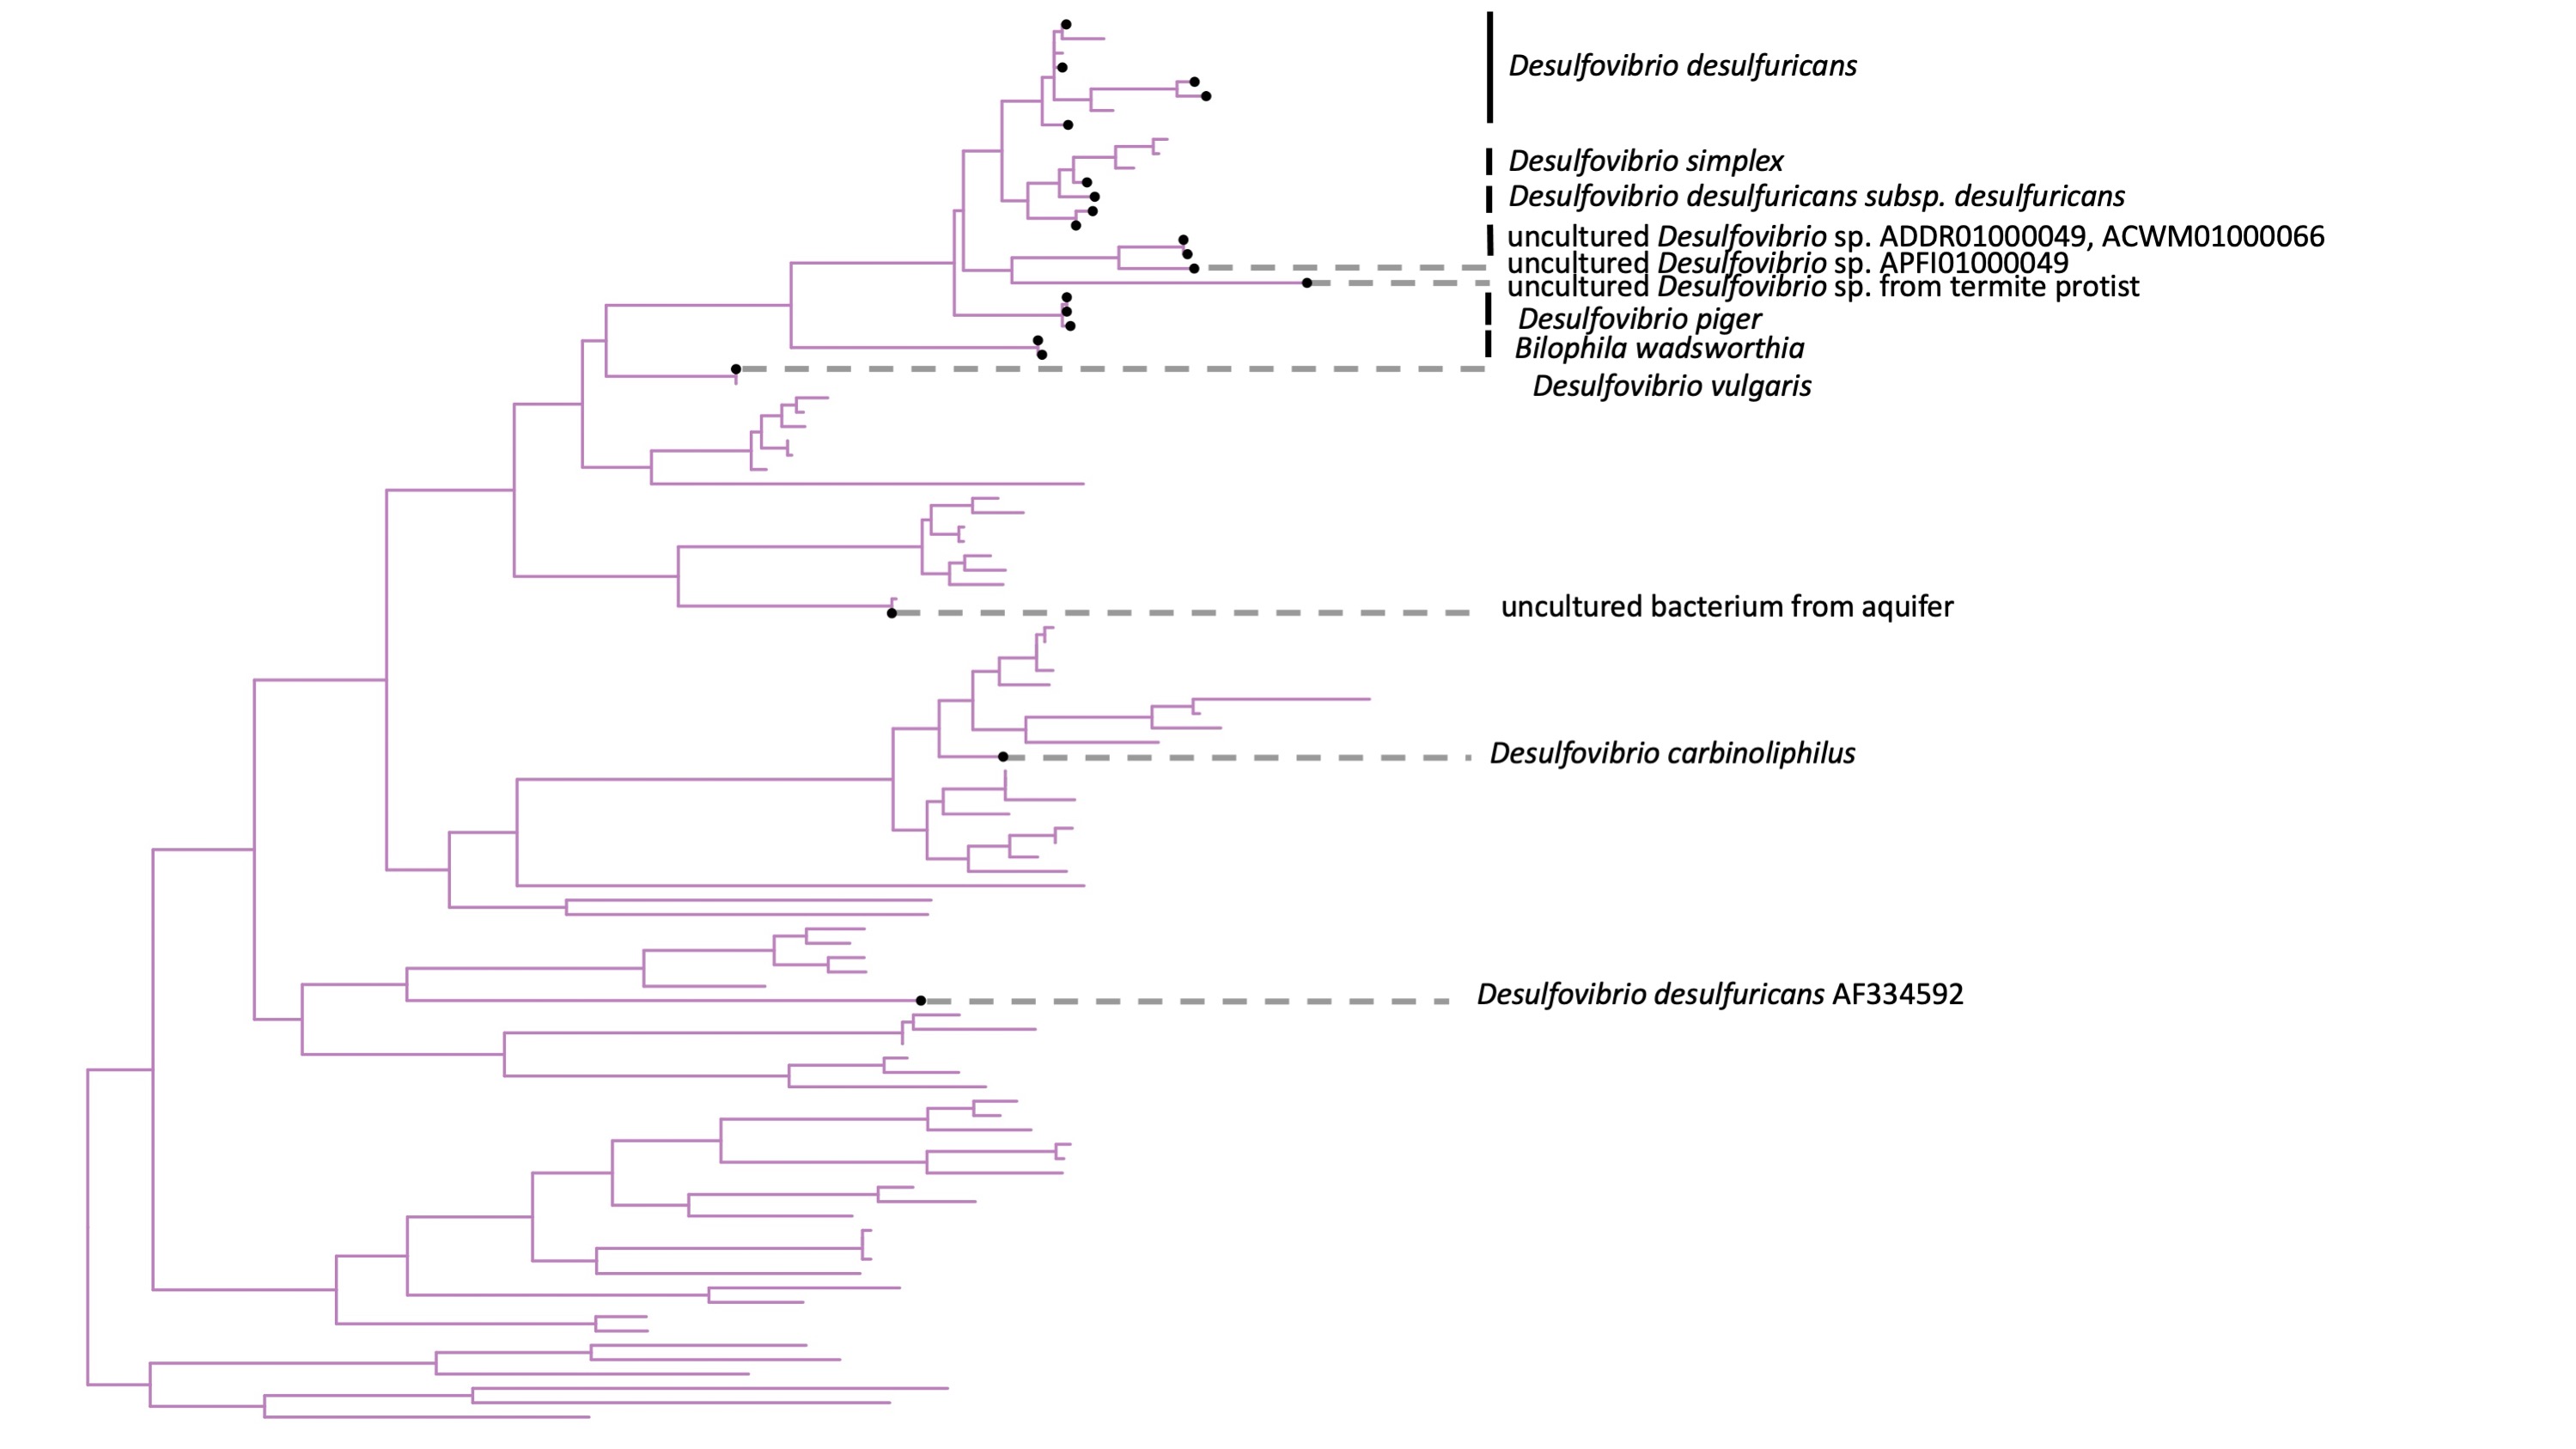 Desulfovibrio desulfuricans
Desulfovibrio simplex
Desulfovibrio desulfuricans subsp. desulfuricans
uncultured Desulfovibrio sp. ADDR01000049, ACWM01000066
uncultured Desulfovibrio sp. APFI01000049
uncultured Desulfovibrio sp. from termite protist
Desulfovibrio piger
Bilophila wadsworthia
Desulfovibrio vulgaris
uncultured bacterium from aquifer
Desulfovibrio carbinoliphilus
Desulfovibrio desulfuricans AF334592